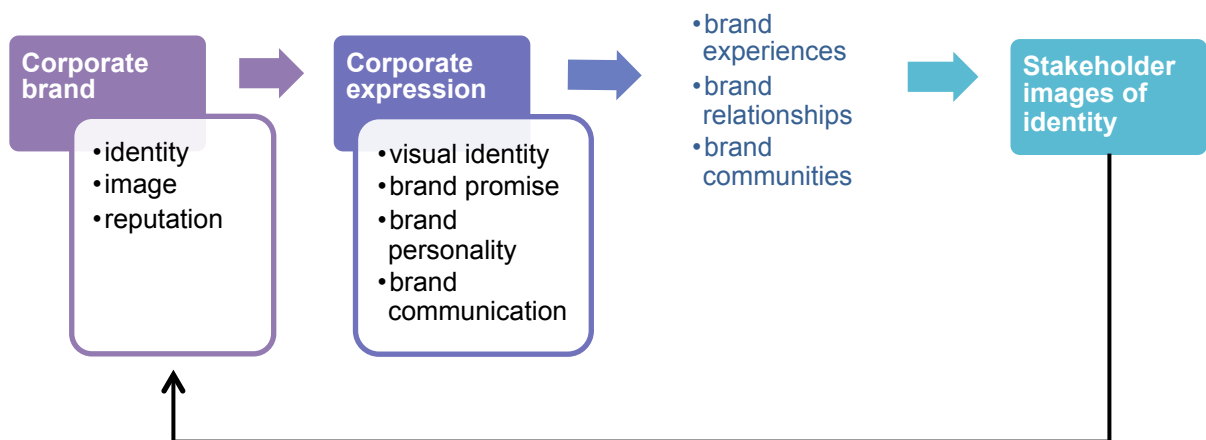 Corporate
brand
•identity
•image
•reputation
Corporate
expression
•visual identity
•brand promise
•brand
personality
•brand
communication
•brand
experiences
•brand
relationships
•brand
communities
Stakeholder
images of
identity